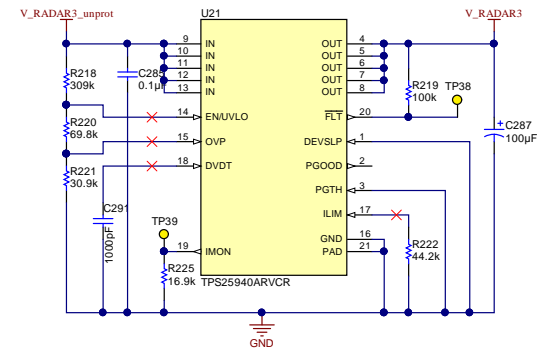 V_RADAR3_unprot
U21
V_RADAR3
9 IN OUT 4
10 IN OUT 5
11 IN OUT 6
12 IN OUT 7
13 IN OUT 8
R218
309k
C285
0.1µF
R219
100k
TP38
14 EN/UVLO FLT 20
R220
69.8k
15 OVP DEVSLP 1
C287
100µF
18 DVDT PGOOD 2
R221
30.9k
PGTH 3
C291
1000pF
ILIM 17
TP39
GND 16
19 IMON PAD 21
R222
44.2k
R225
16.9k
TPS25940ARVCR
GND